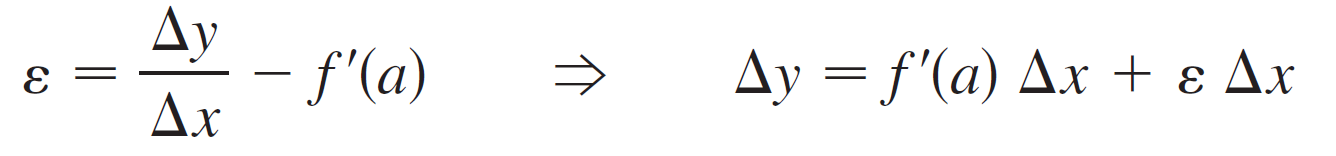 ε = Δy/Δx − f′(a) ⇒ Δy = f′(a) Δx + ε Δx